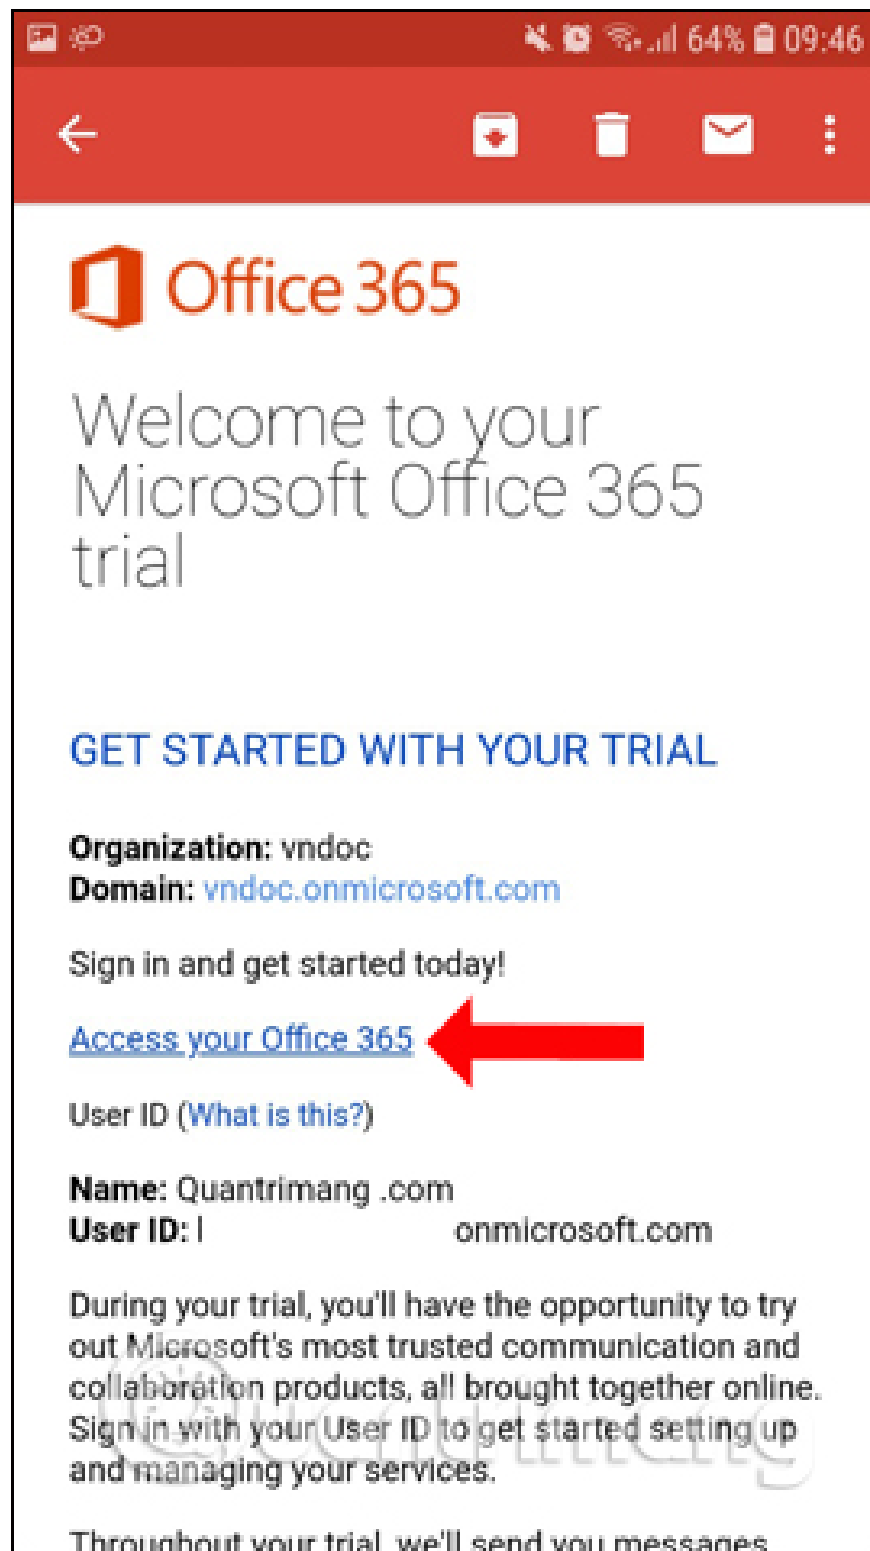 64% 09:46
Office 365
Welcome to your
Microsoft Office 365
trial
GET STARTED WITH YOUR TRIAL
Organization: vndoc
Domain: vndoc.onmicrosoft.com
Sign in and get started today!
Access your Office 365
User ID (What is this?)
Name: Quantrimang .com
User ID: l onmicrosoft.com
During your trial, you'll have the opportunity to try
out Microsoft's most trusted communication and
collaboration products, all brought together online.
Sign in with your User ID to get started setting up
and managing your services.
Quantrimang
Throughout your trial, we'll send you messages